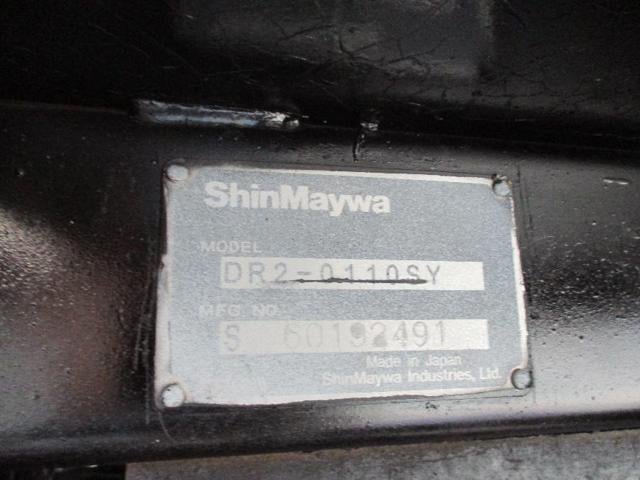 ShinMaywa
MODEL
DR2-0110SY
MFG. NO.
S 60192491
Made in Japan
ShinMaywa Industries, Ltd.